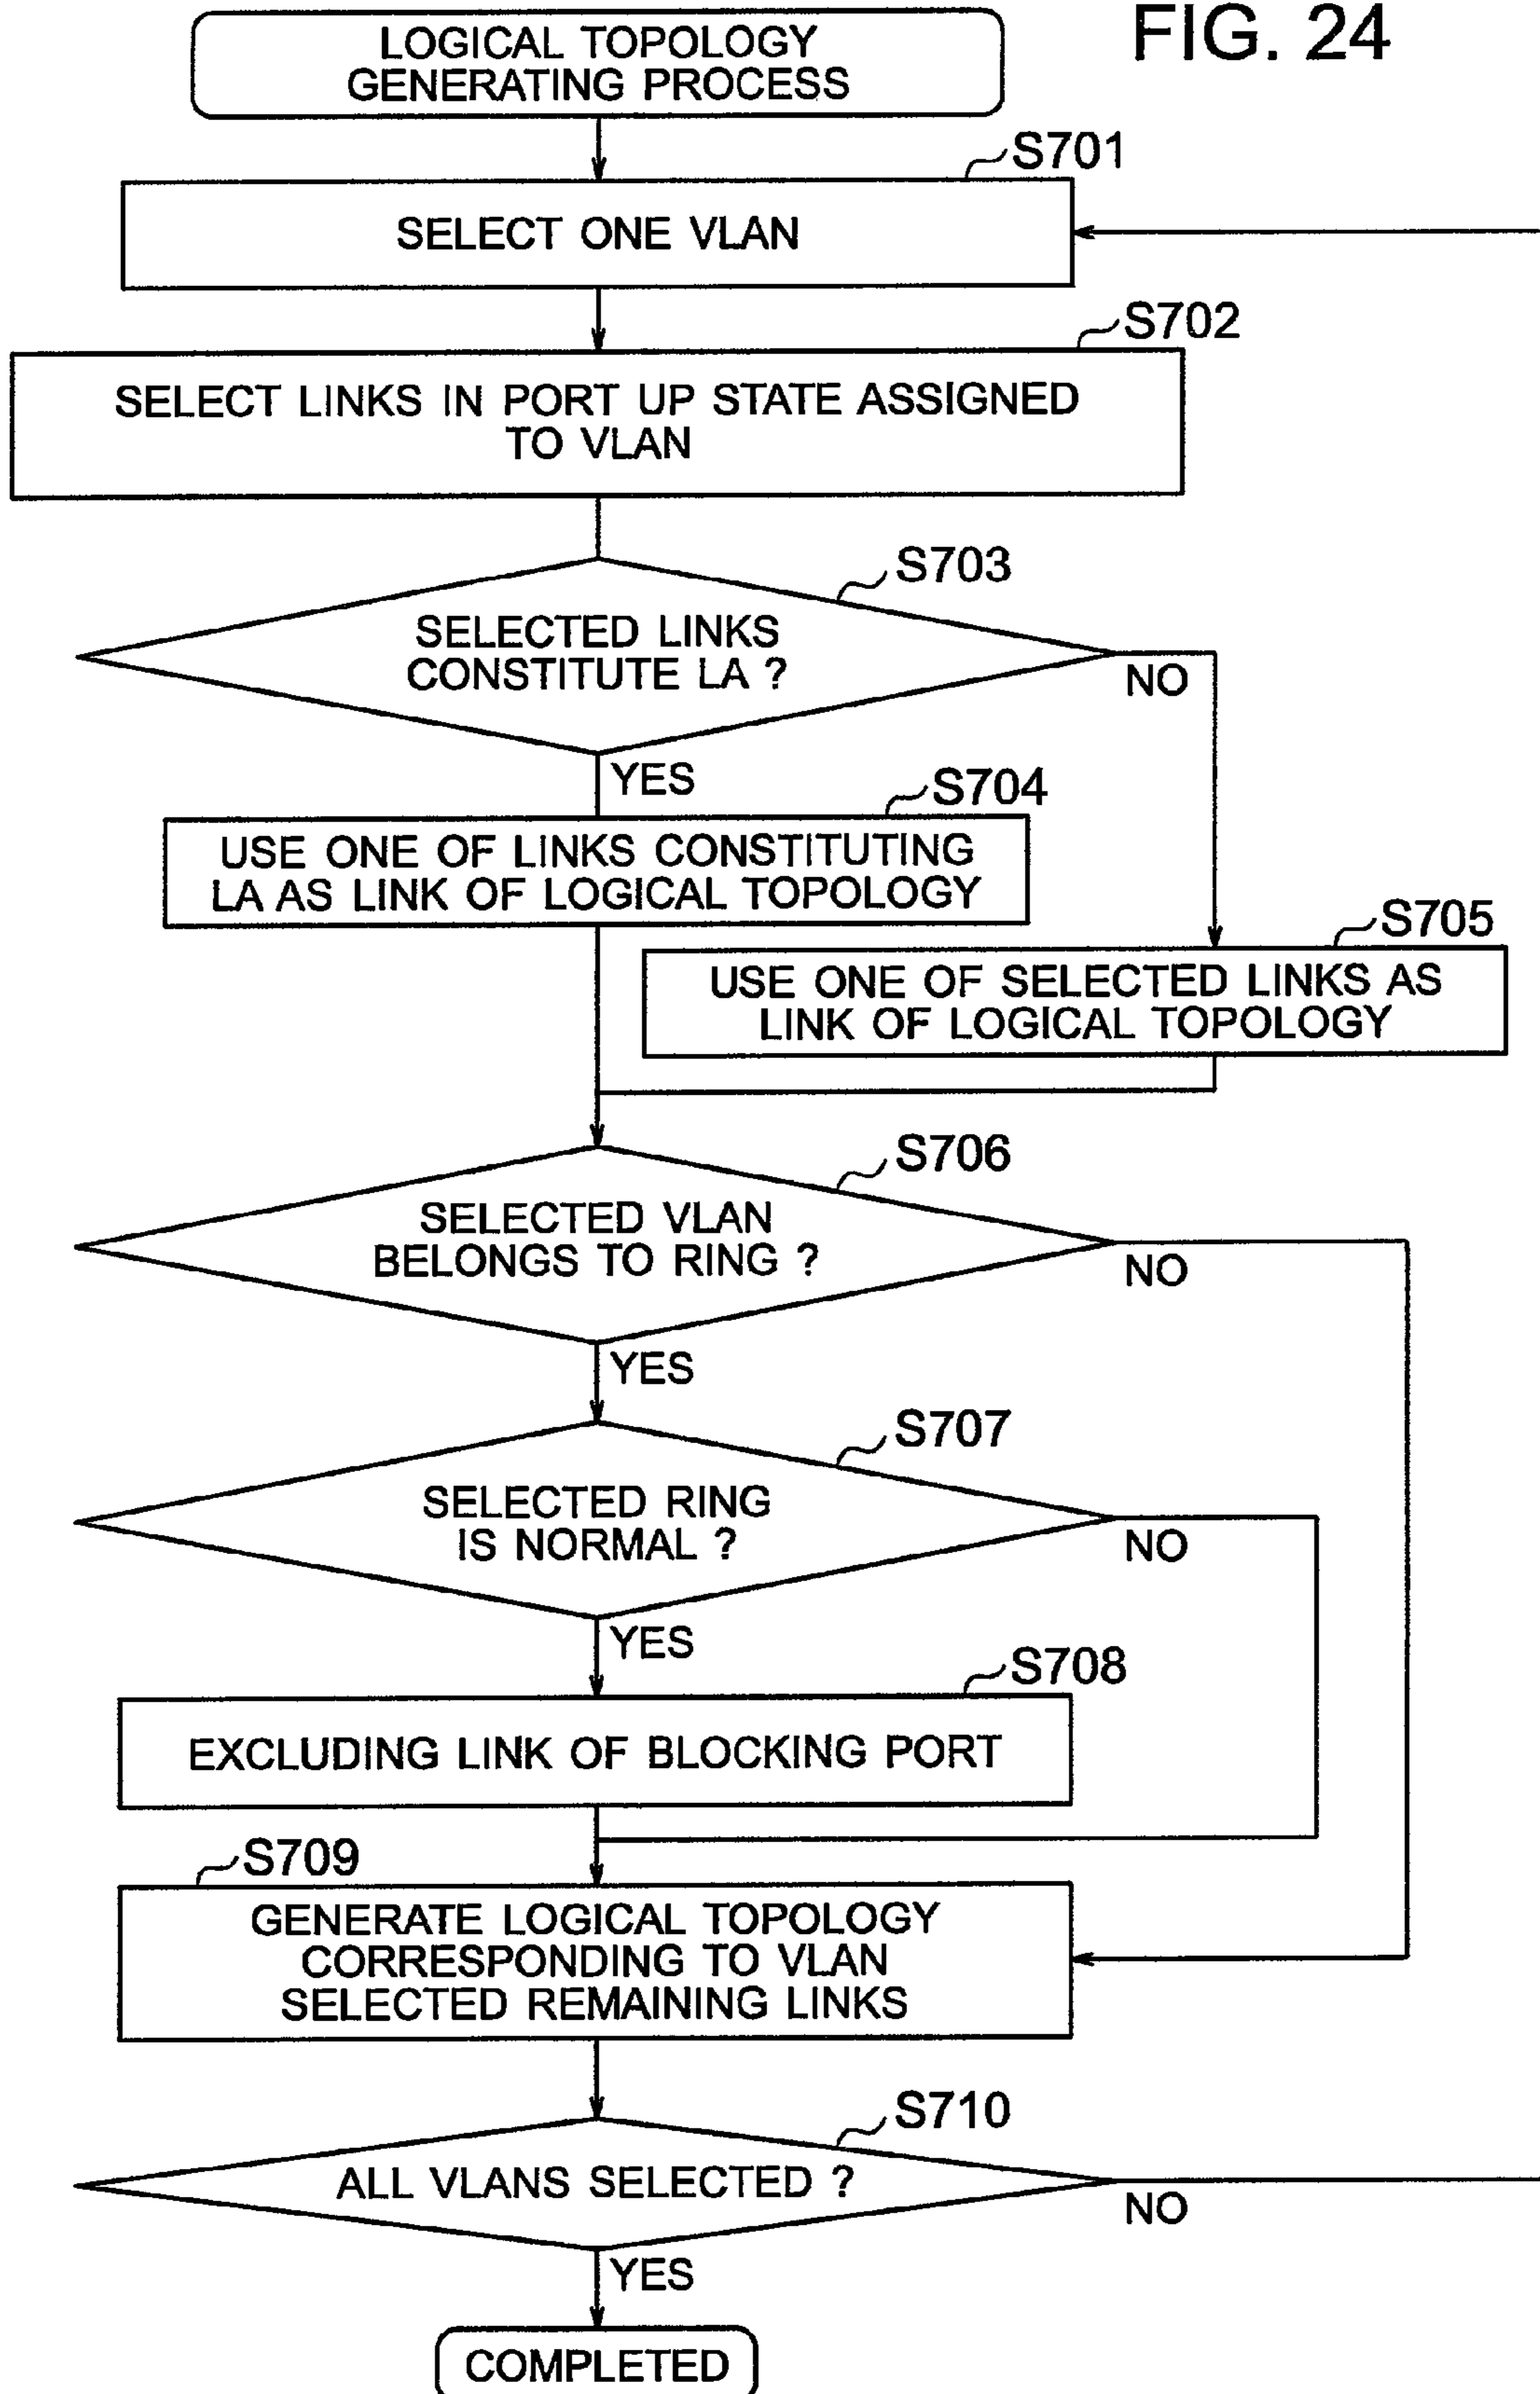 FIG. 24
LOGICAL TOPOLOGY
GENERATING PROCESS
S701
SELECT ONE VLAN
S702
SELECT LINKS IN PORT UP STATE ASSIGNED
TO VLAN
S703
SELECTED LINKS
CONSTITUTE LA ?
NO
YES
S704
USE ONE OF LINKS CONSTITUTING
LA AS LINK OF LOGICAL TOPOLOGY
S705
USE ONE OF SELECTED LINKS AS
LINK OF LOGICAL TOPOLOGY
S706
SELECTED VLAN
BELONGS TO RING ?
NO
YES
S707
SELECTED RING
IS NORMAL ?
NO
YES
S708
EXCLUDING LINK OF BLOCKING PORT
S709
GENERATE LOGICAL TOPOLOGY
CORRESPONDING TO VLAN
SELECTED REMAINING LINKS
S710
ALL VLANS SELECTED ?
NO
YES
COMPLETED